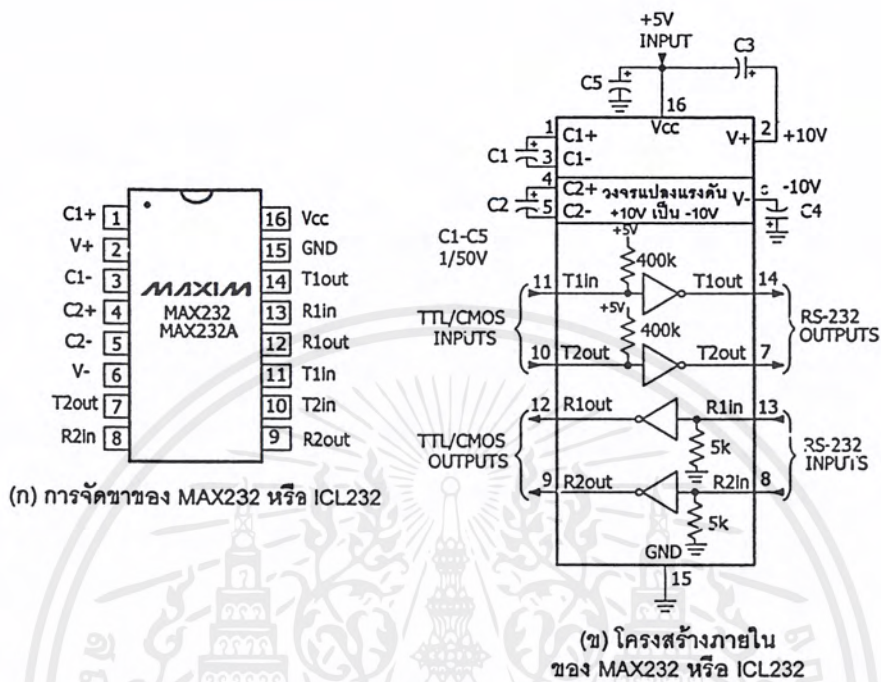 C1+ 1
V+ 2
C1- 3
C2+ 4
C2- 5
V- 6
T2out 7
R2in 8
MAXIM
MAX232
MAX232A
16 Vcc
15 GND
14 T1out
13 R1in
12 R1out
11 T1in
10 T2in
9 R2out
(ก) การจัดขาของ MAX232 หรือ ICL232
+5V
INPUT
C3
C5
16
Vcc
1 C1+
C1
3 C1-
V+ 2 +10V
4 C2+
C2
5 C2-
วงจรแปลงแรงดัน
+10V เป็น -10V
V- -10V
C4
C1-C5
1/50V
+5V
400k
11 T1in T1out 14
+5V
400k
TTL/CMOS
INPUTS
RS-232
OUTPUTS
10 T2out T2out 7
12 R1out R1in 13
5k
TTL/CMOS
OUTPUTS
RS-232
INPUTS
9 R2out R2in 8
5k
GND
15
(ข) โครงสร้างภายใน
ของ MAX232 หรือ ICL232